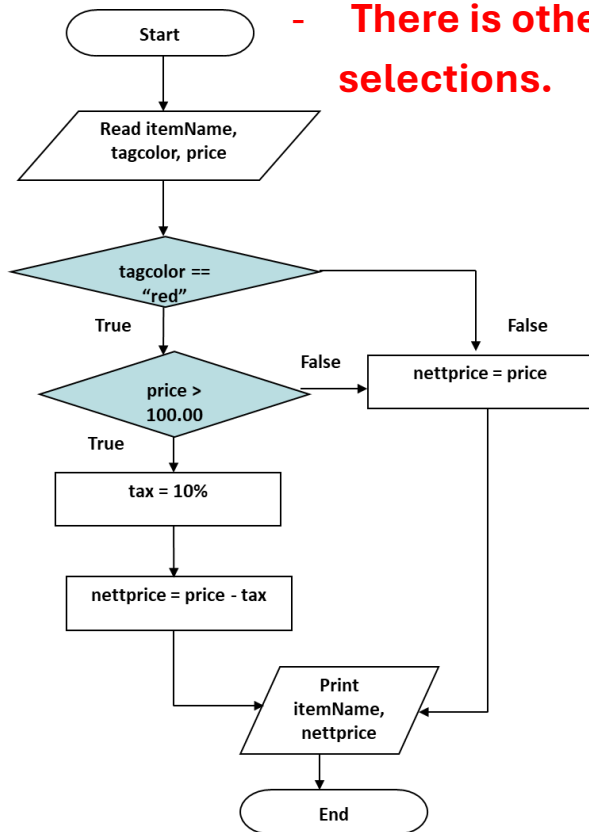 Start
- There is othe
selections.
Read itemName,
tagcolor, price
tagcolor ==
“red”
True
False
price >
100.00
False
nettprice = price
True
tax = 10%
nettprice = price - tax
Print
itemName,
nettprice
End